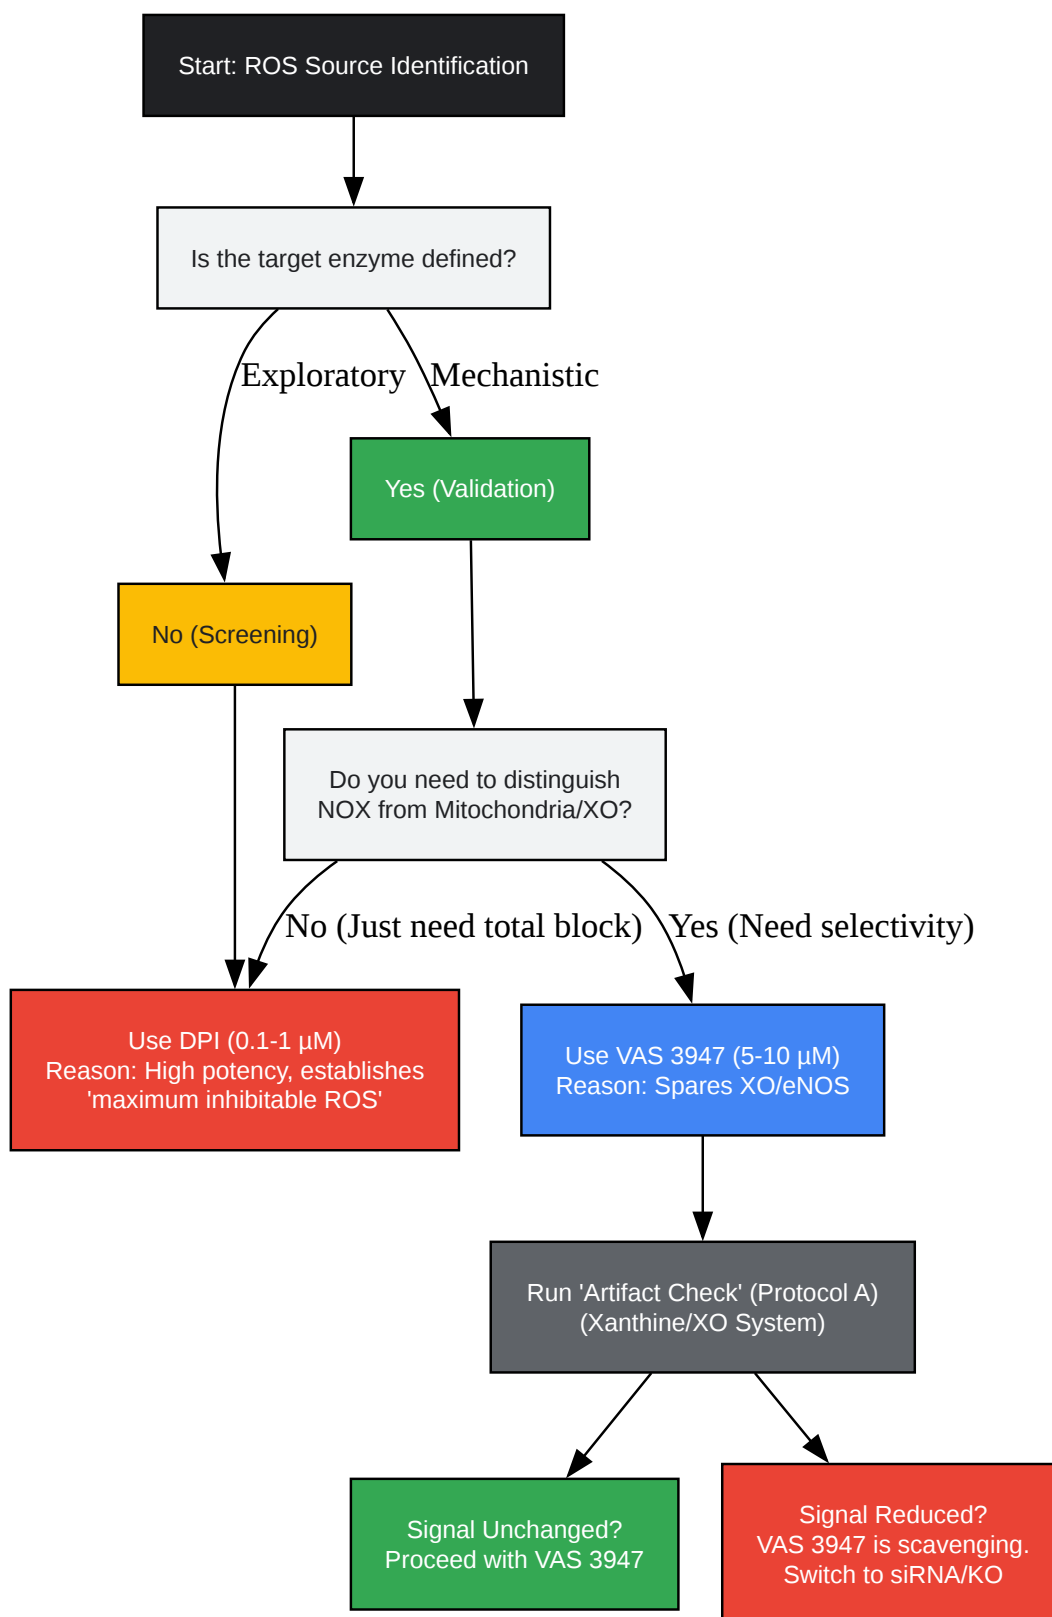 Start: ROS Source Identification
Is the target enzyme defined?
Exploratory
Mechanistic
Yes (Validation)
No (Screening)
Do you need to distinguish
NOX from Mitochondria/XO?
No (Just need total block)
Yes (Need selectivity)
Use DPI (0.1-1 µM)
Reason: High potency, establishes
'maximum inhibitable ROS'
Use VAS 3947 (5-10 µM)
Reason: Spares XO/eNOS
Run 'Artifact Check' (Protocol A)
(Xanthine/XO System)
Signal Unchanged?
Proceed with VAS 3947
Signal Reduced?
VAS 3947 is scavenging.
Switch to siRNA/KO